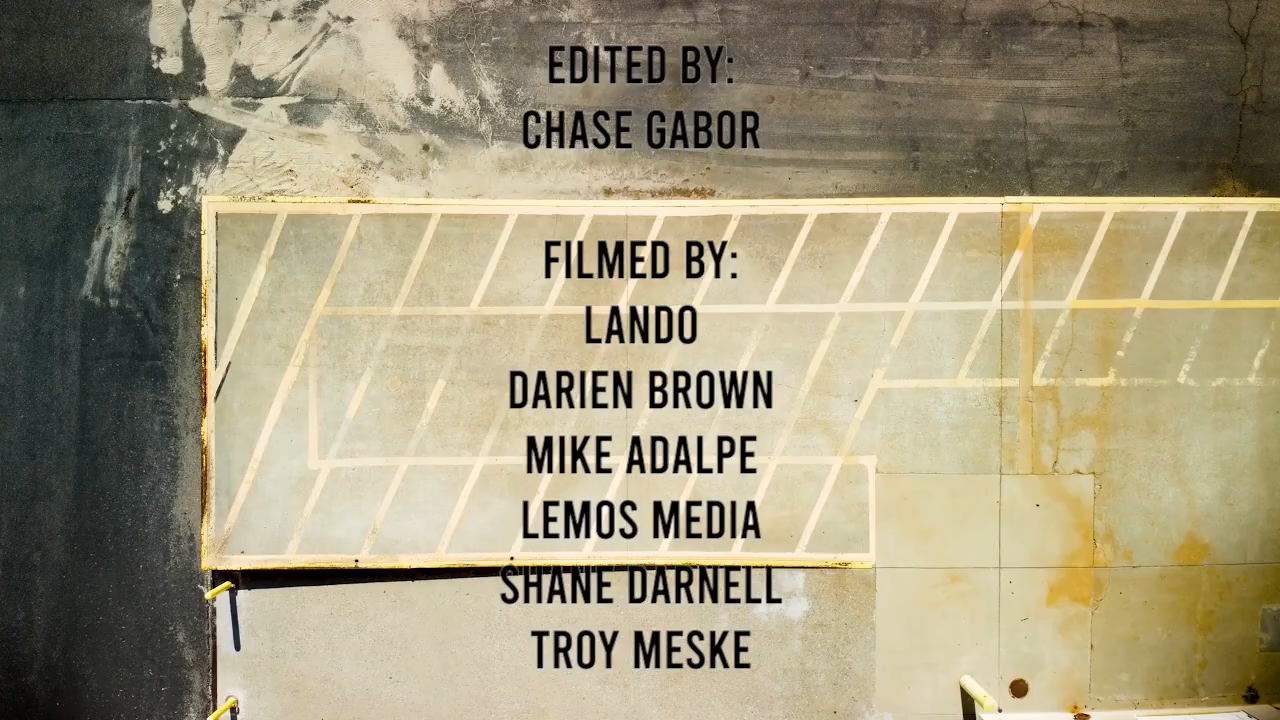 EDITED BY:
CHASE GABOR
FILMED BY:
LANDO
DARIEN BROWN
MIKE ADALPE
LEMOS MEDIA
SHANE DARNELL
TROY MESKE